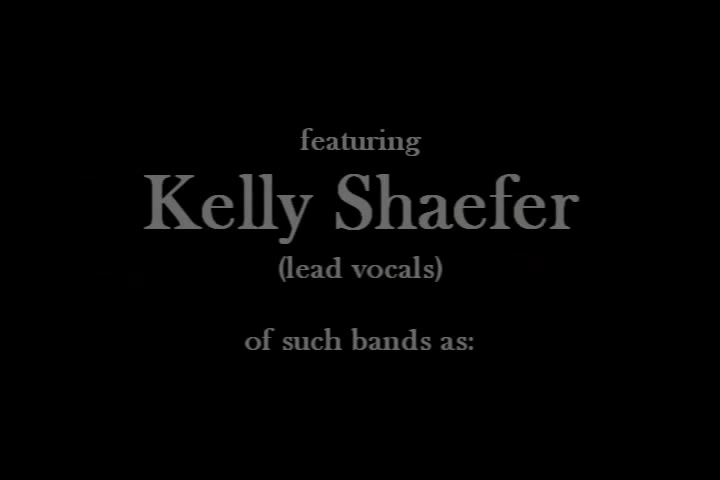 featuring
Kelly Shaefer
(lead vocals)
of such bands as: